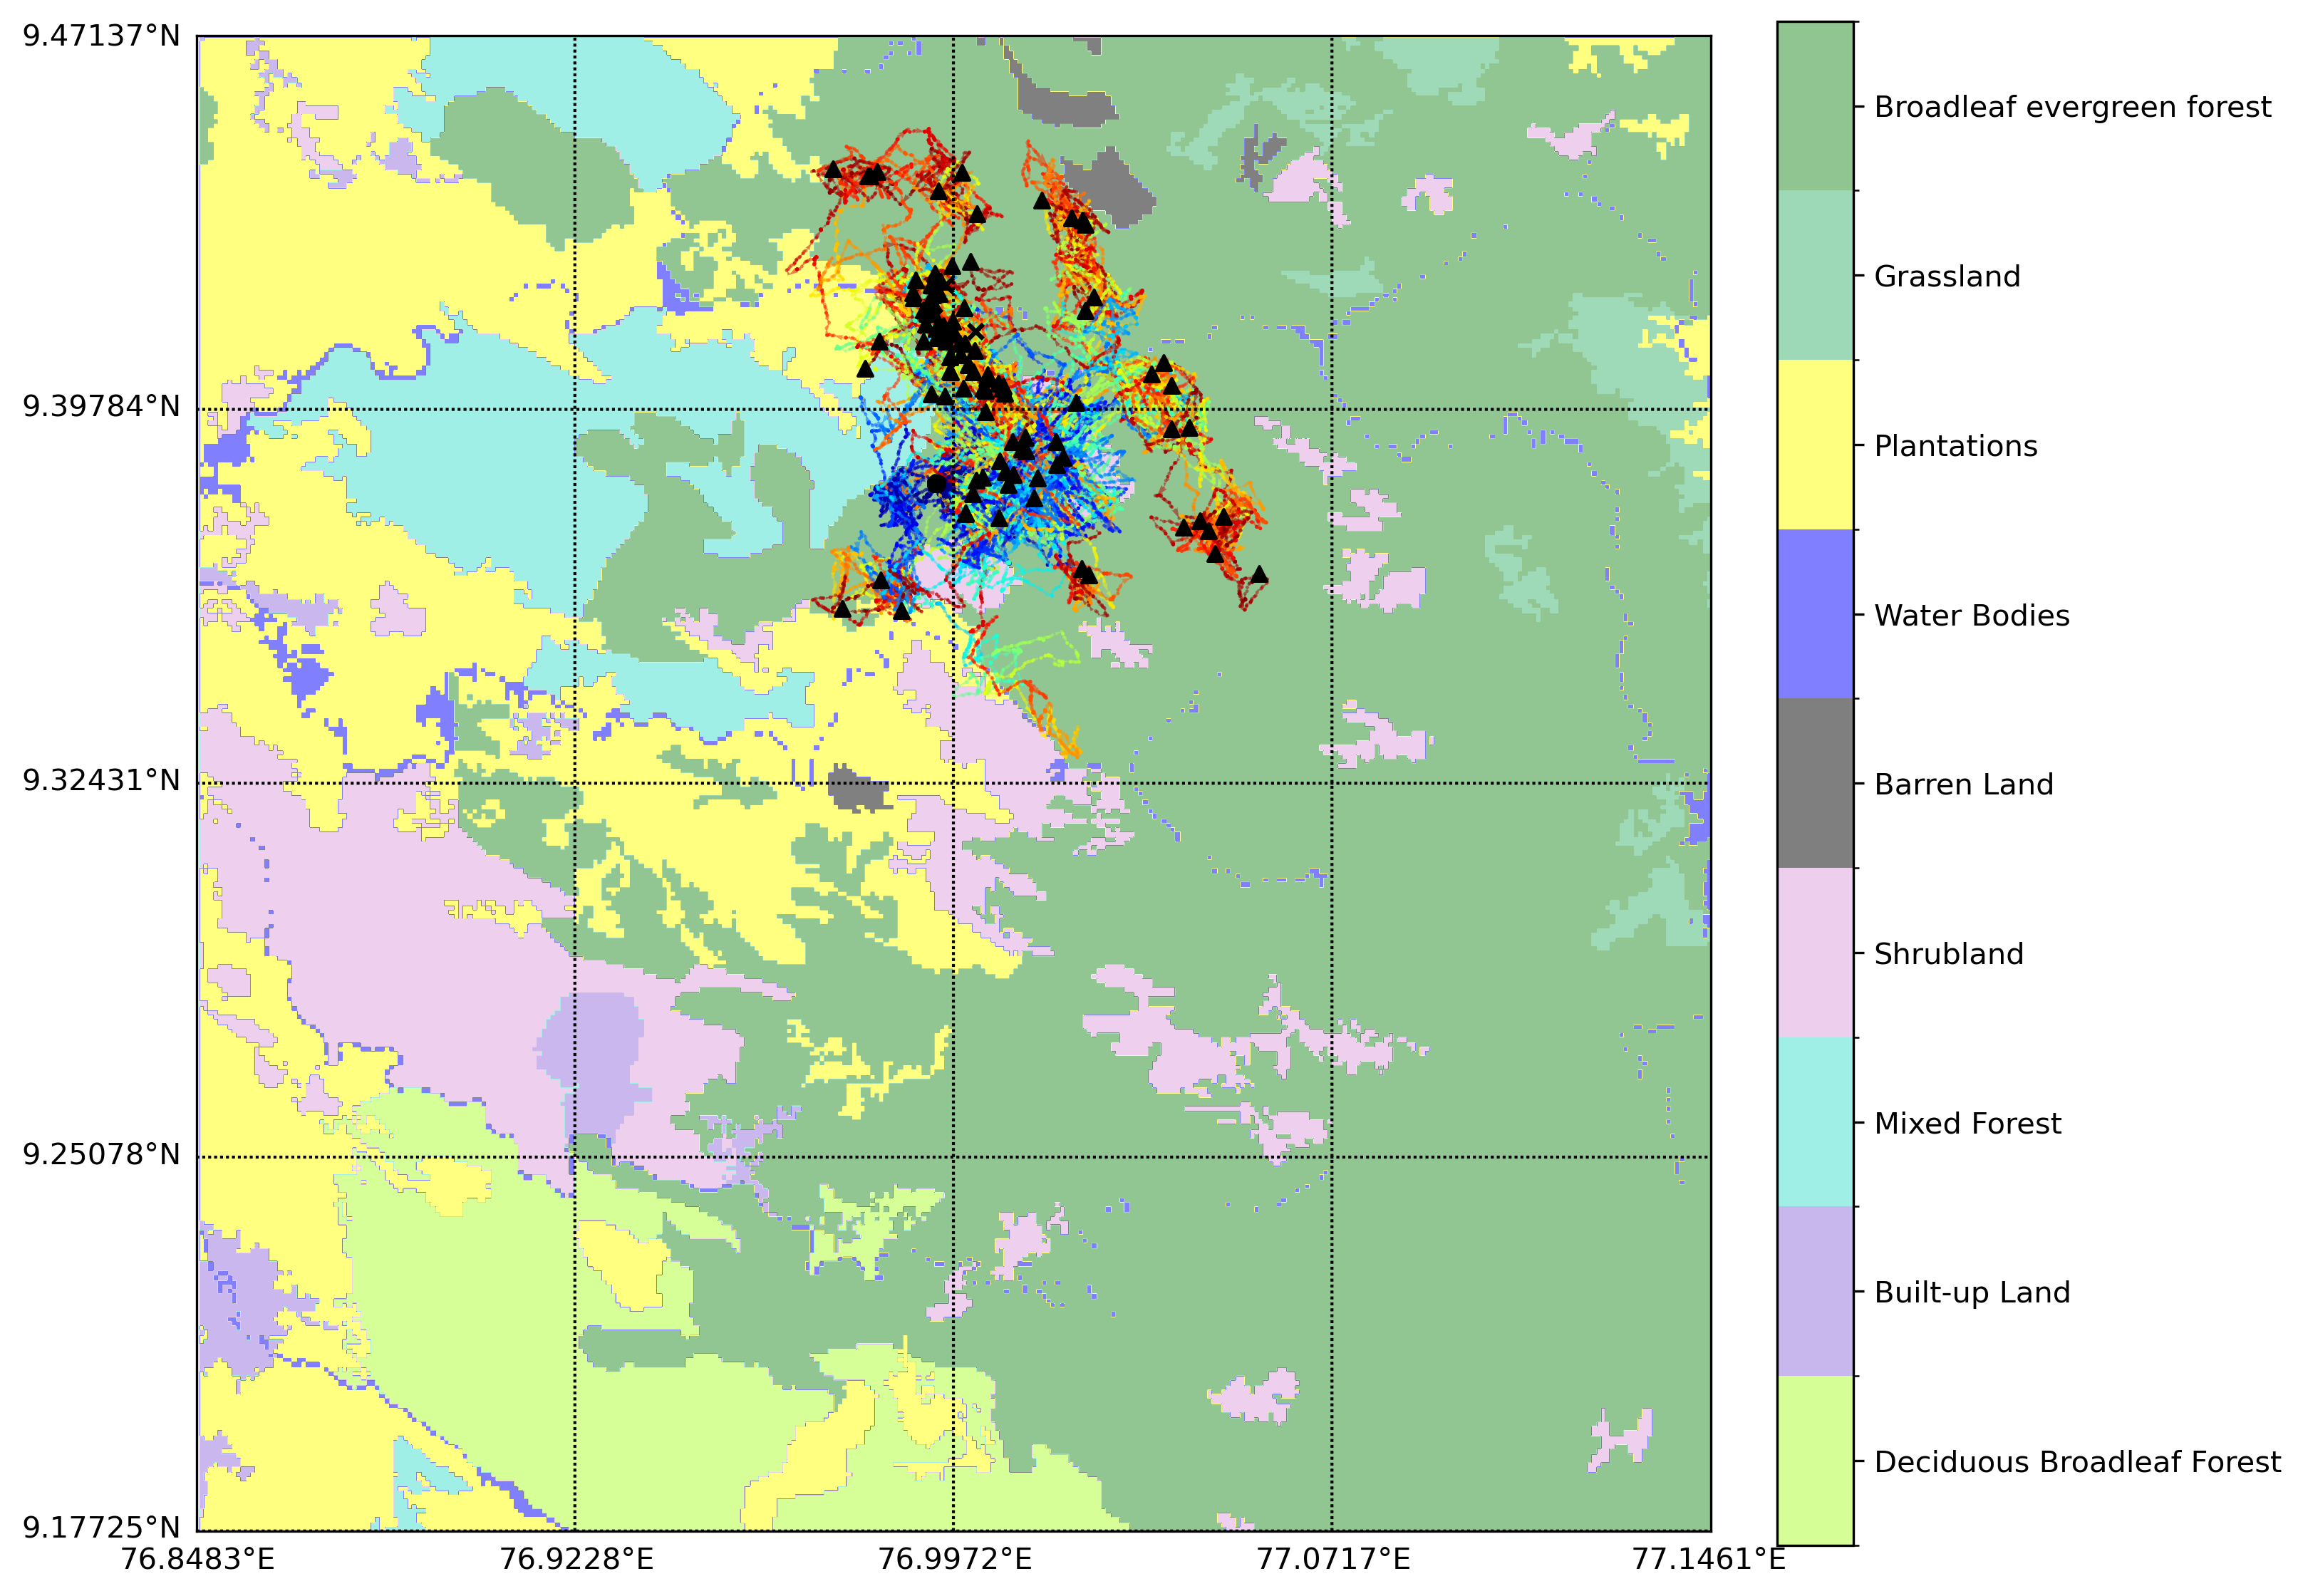 9.47137°N
9.39784°N
9.32431°N
9.25078°N
9.17725°N
76.8483°E
76.9228°E
76.9972°E
77.0717°E
77.1461°E
Broadleaf evergreen forest
Grassland
Plantations
Water Bodies
Barren Land
Shrubland
Mixed Forest
Built-up Land
Deciduous Broadleaf Forest